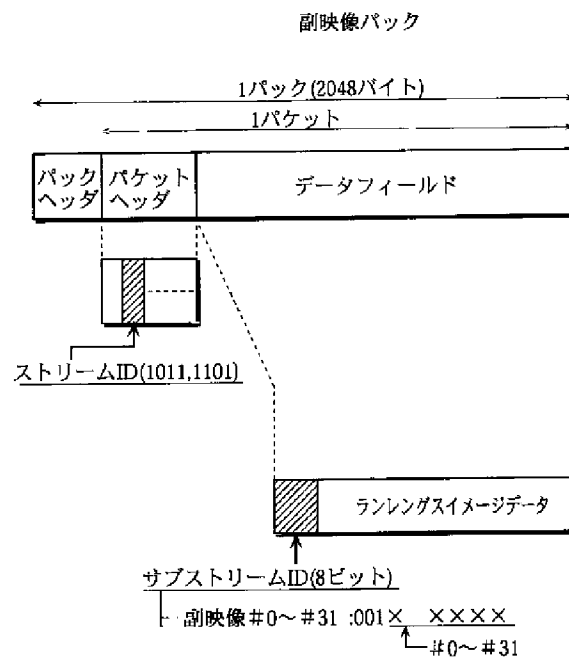 副映像パック
1パック(2048バイト)
1パケット
パック
ヘッダ
パケット
ヘッダ
データフィールド
ストリームID(1011,1101)
ランレングスイメージデータ
サブストリームID(8ビット)
副映像#0〜#31 :001× ××××
#0〜#31